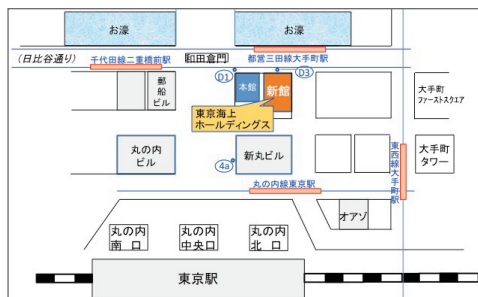 お濠
お濠
(日比谷通り)
千代田線二重橋前駅
和田倉門
都営三田線大手町駅
D1
D3
郵
船
ビル
本館
新館
大手町
ファーストスクエア
東京海上
ホールディングス
丸の内
ビル
4a
新丸ビル
東西線大手町駅
大手町
タワー
丸の内線東京駅
オアゾ
丸の内
南 口
丸の内
中央口
丸の内
北 口
東京駅